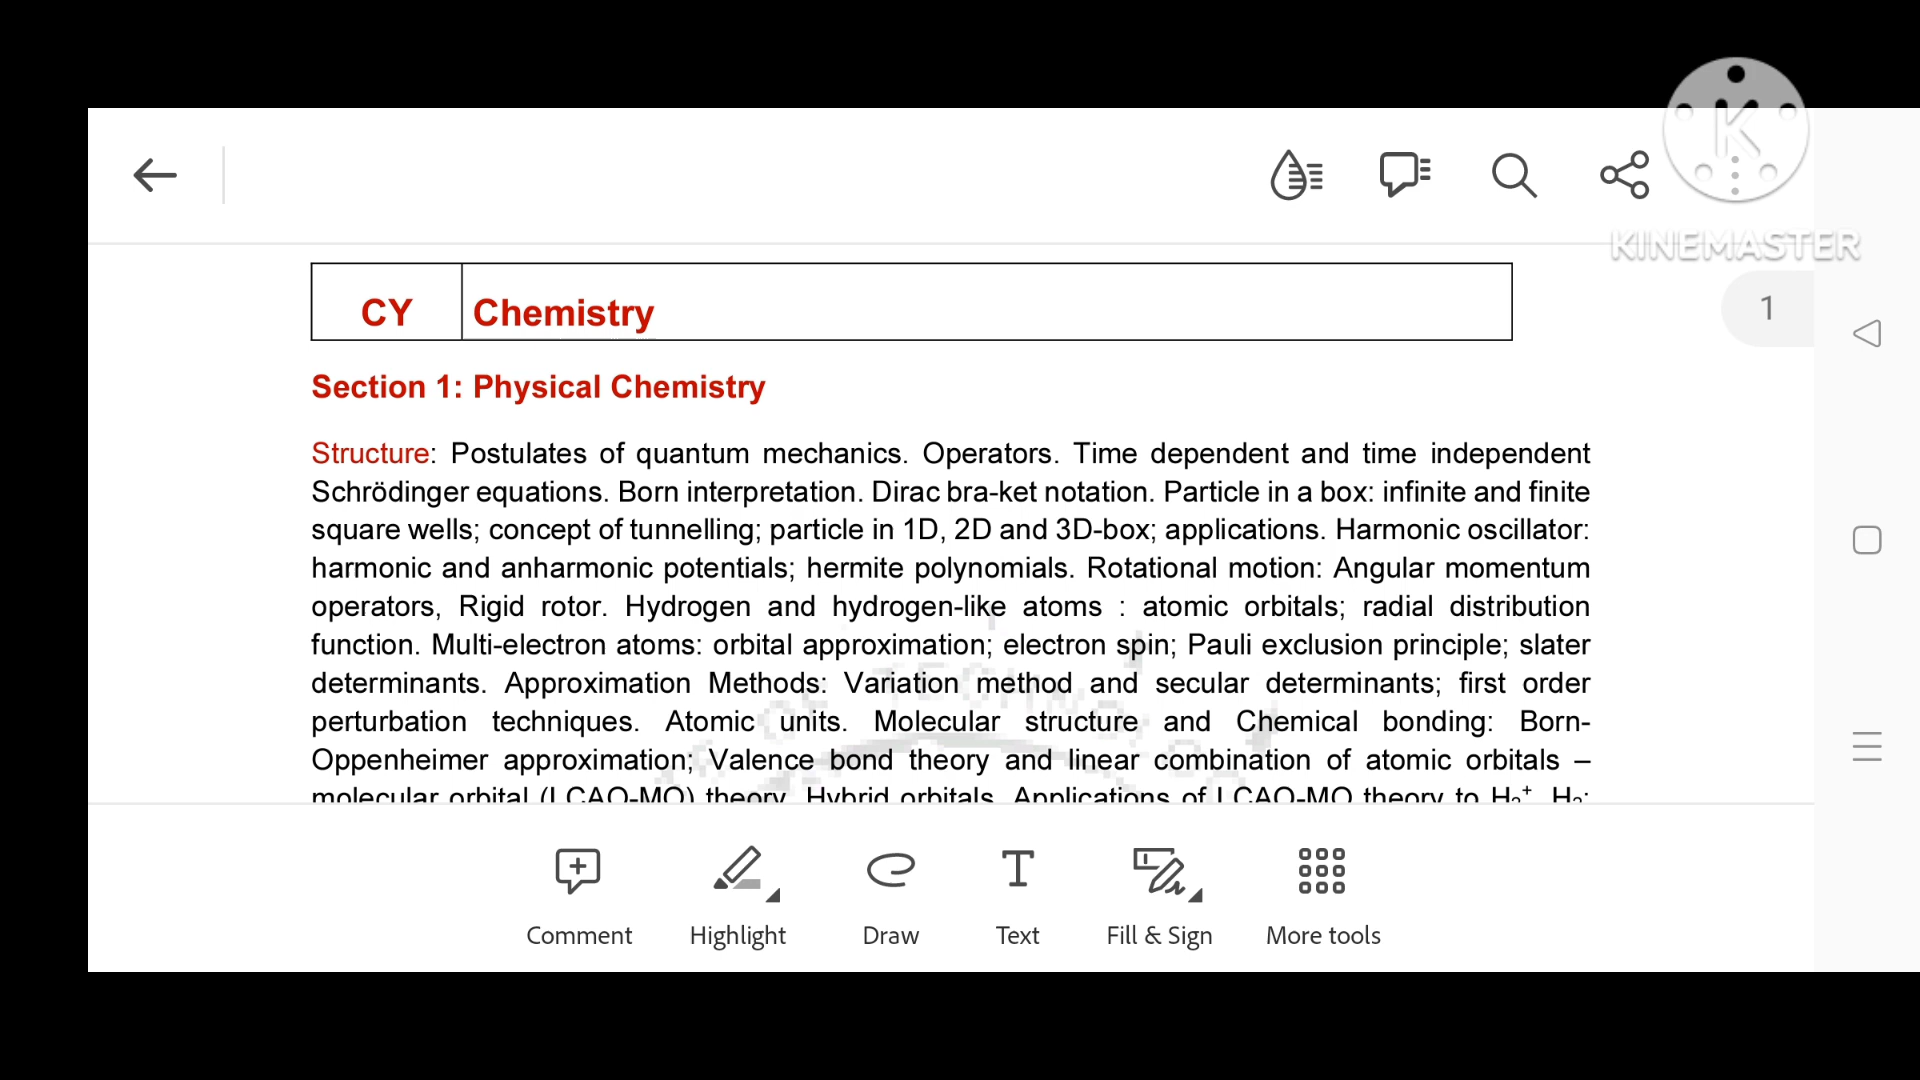 K
KINEMASTER
1
CY Chemistry
Section 1: Physical Chemistry
Structure: Postulates of quantum mechanics. Operators. Time dependent and time independent
Schrödinger equations. Born interpretation. Dirac bra-ket notation. Particle in a box: infinite and finite
square wells; concept of tunnelling; particle in 1D, 2D and 3D-box; applications. Harmonic oscillator:
harmonic and anharmonic potentials; hermite polynomials. Rotational motion: Angular momentum
operators, Rigid rotor. Hydrogen and hydrogen-like atoms : atomic orbitals; radial distribution
function. Multi-electron atoms: orbital approximation; electron spin; Pauli exclusion principle; slater
determinants. Approximation Methods: Variation method and secular determinants; first order
perturbation techniques. Atomic units. Molecular structure and Chemical bonding: Born-
Oppenheimer approximation; Valence bond theory and linear combination of atomic orbitals –
molecular orbital (LCAO-MO) theory. Hybrid orbitals. Applications of LCAO-MO theory to H₂⁺, H₂;
Comment Highlight Draw Text Fill & Sign More tools